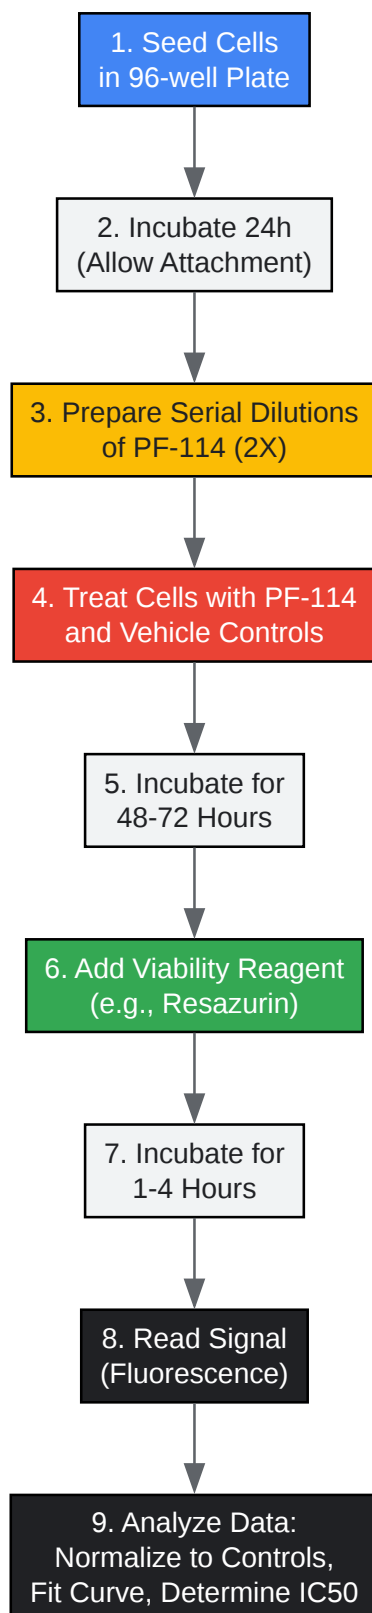 1. Seed Cells
in 96-well Plate
2. Incubate 24h
(Allow Attachment)
3. Prepare Serial Dilutions
of PF-114 (2X)
4. Treat Cells with PF-114
and Vehicle Controls
5. Incubate for
48-72 Hours
6. Add Viability Reagent
(e.g., Resazurin)
7. Incubate for
1-4 Hours
8. Read Signal
(Fluorescence)
9. Analyze Data:
Normalize to Controls,
Fit Curve, Determine IC50